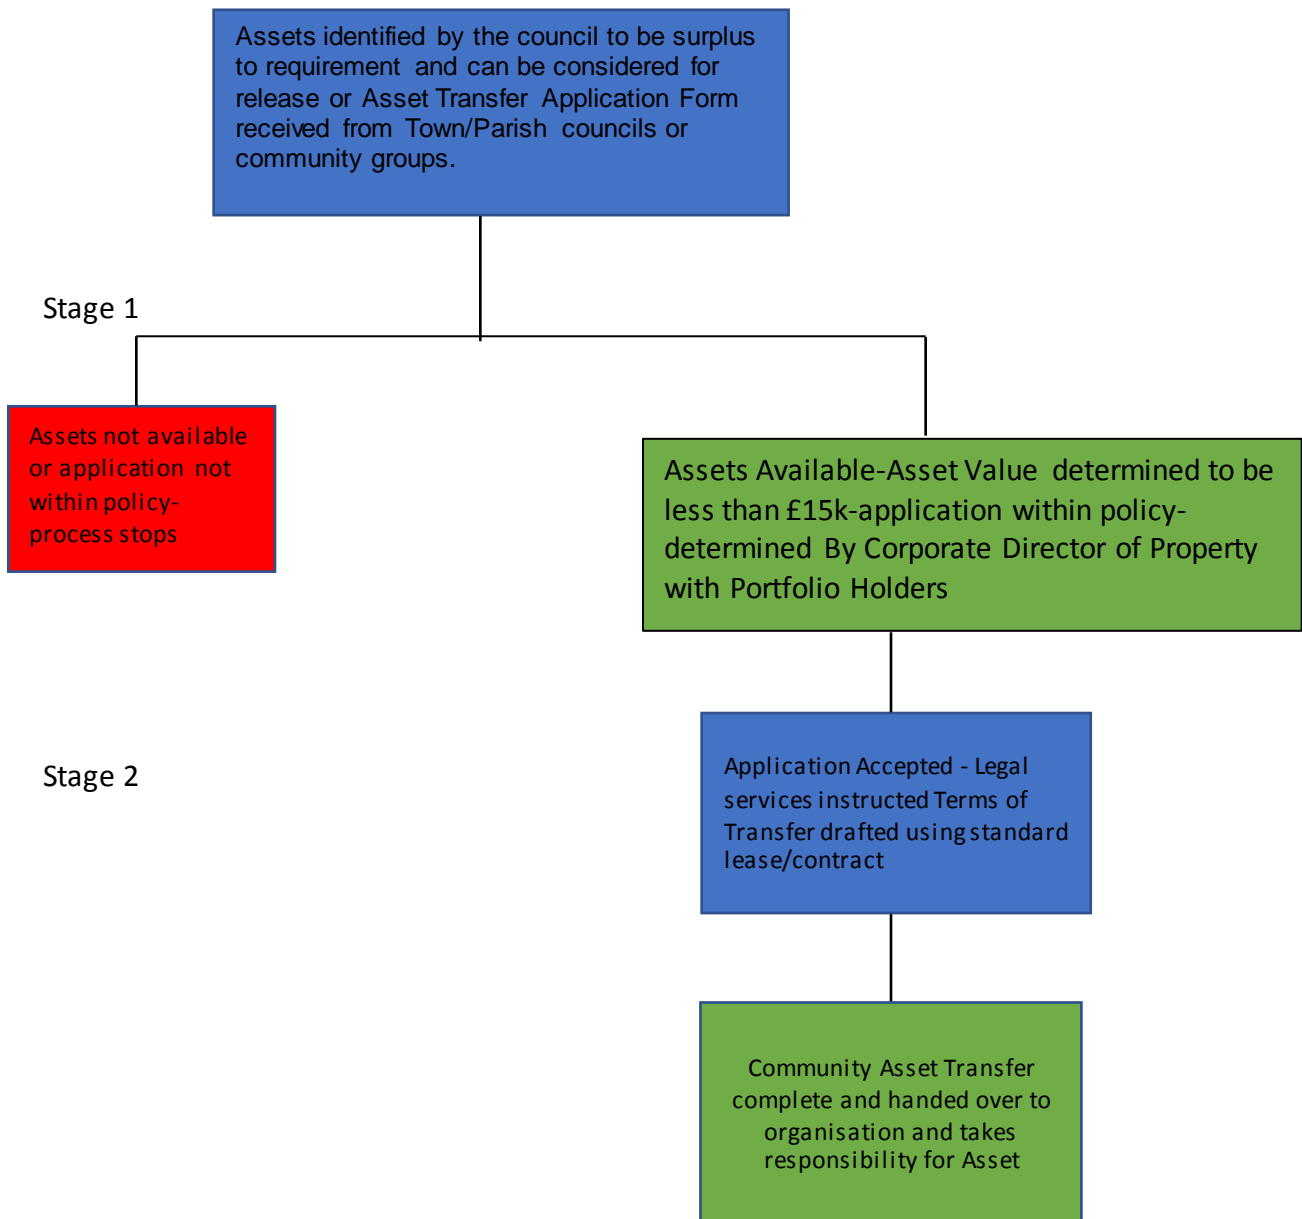 Assets identified by the council to be surplus
to requirement and can be considered for
release or Asset Transfer Application Form
received from Town/Parish councils or
community groups.
Stage 1
Assets not available
or application not
within policy-
process stops
Assets Available-Asset Value determined to be
less than £15k-application within policy-
determined By Corporate Director of Property
with Portfolio Holders
Stage 2
Application Accepted - Legal
services instructed Terms of
Transfer drafted using standard
lease/contract
Community Asset Transfer
complete and handed over to
organisation and takes
responsibility for Asset